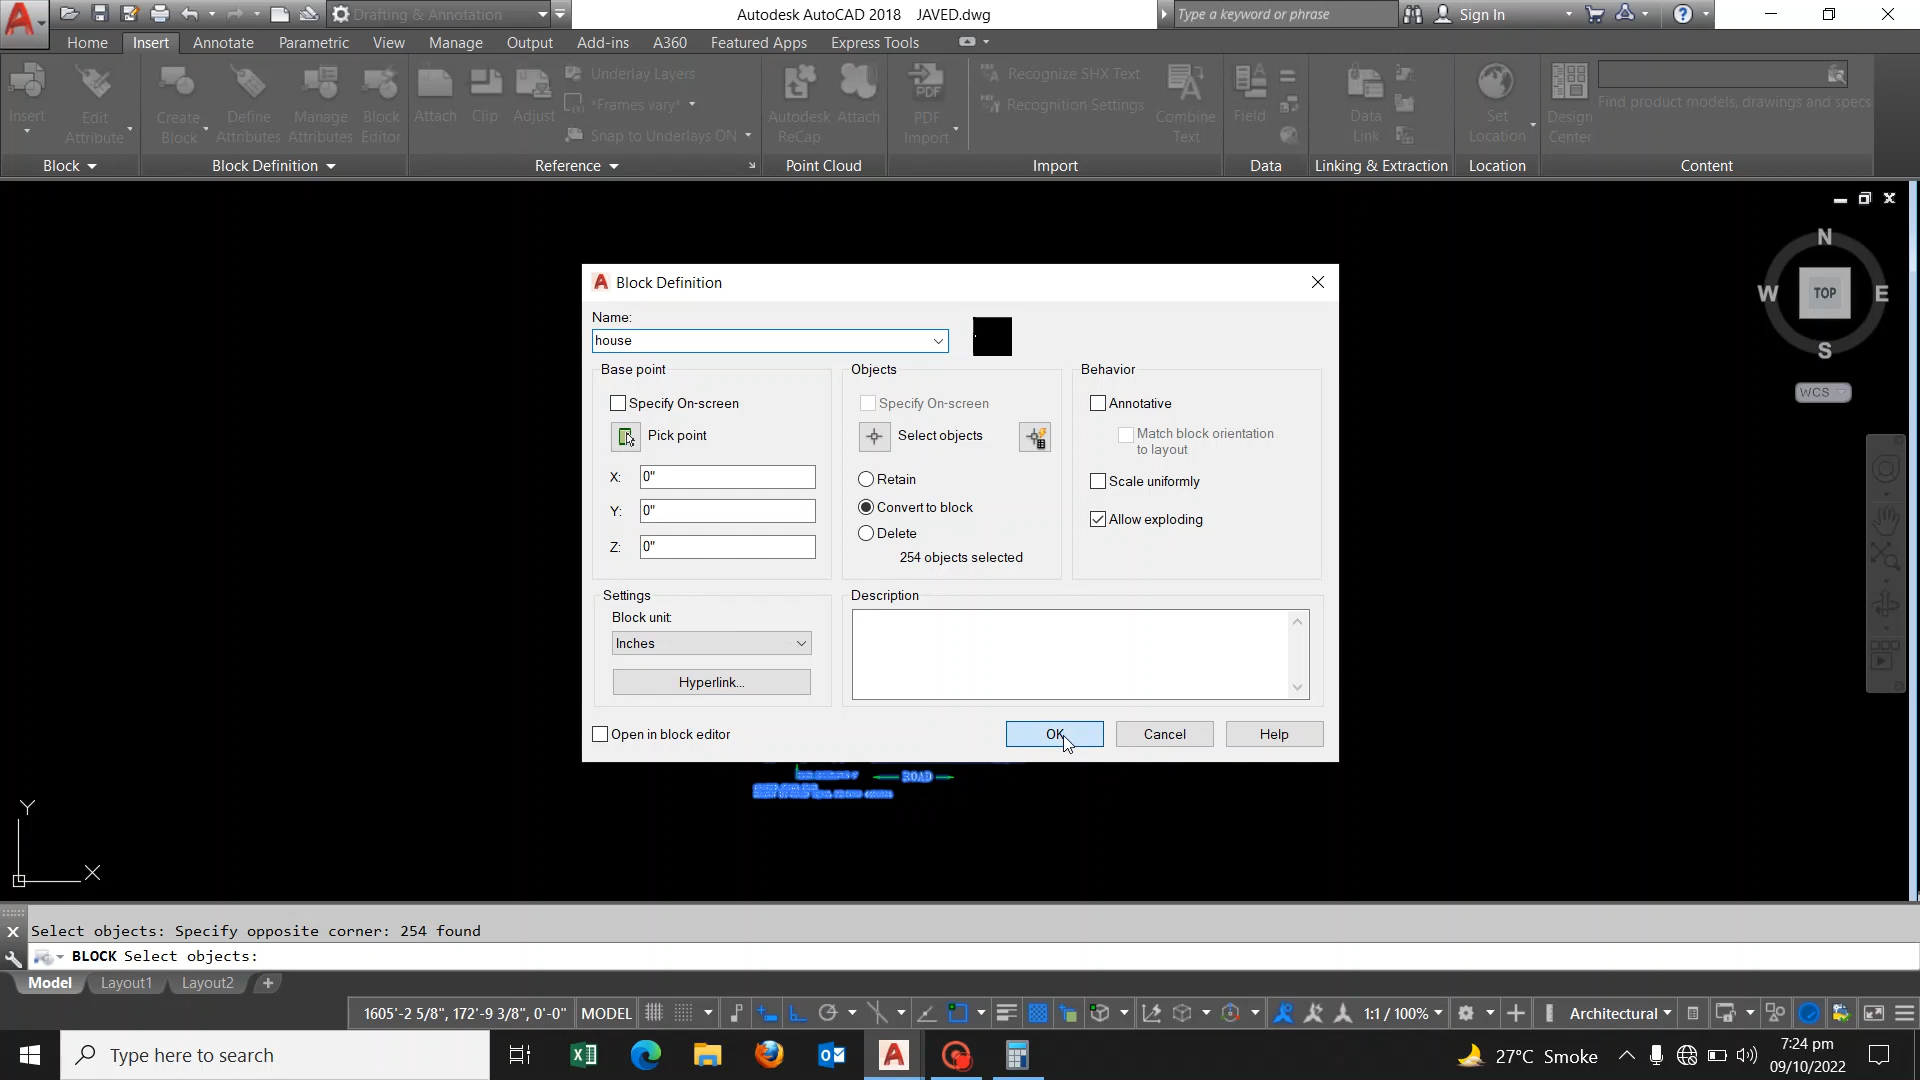 Drafting & Annotation
Autodesk AutoCAD 2018 JAVED.dwg
Type a keyword or phrase
Sign In
Home Insert Annotate Parametric View Manage Output Add-ins A360 Featured Apps Express Tools
Insert
Edit Attribute
Create Block
Define Attributes
Manage Attributes
Block Editor
Attach
Clip
Adjust
Underlay Layers
*Frames vary*
Snap to Underlays ON
Autodesk ReCap
Attach
PDF
PDF Import
Recognize SHX Text
Recognition Settings
Combine Text
Field
Data Link
Set Location
Design Center
Find product models, drawings and specs
Block
Block Definition
Reference
Point Cloud
Import
Data
Linking & Extraction
Location
Content
N
W TOP E
S
WCS
Block Definition
Name:
house
Base point
Specify On-screen
Pick point
X: 0"
Y: 0"
Z: 0"
Objects
Specify On-screen
Select objects
Retain
Convert to block
Delete
254 objects selected
Behavior
Annotative
Match block orientation
to layout
Scale uniformly
Allow exploding
Settings
Block unit:
Inches
Hyperlink...
Description
Open in block editor
OK
Cancel
Help
ROAD
Y
X
Select objects: Specify opposite corner: 254 found
BLOCK Select objects:
Model Layout1 Layout2 +
1605'-2 5/8", 172'-9 3/8", 0'-0" MODEL 1:1 / 100% Architectural
Type here to search
27°C Smoke
7:24 pm
09/10/2022